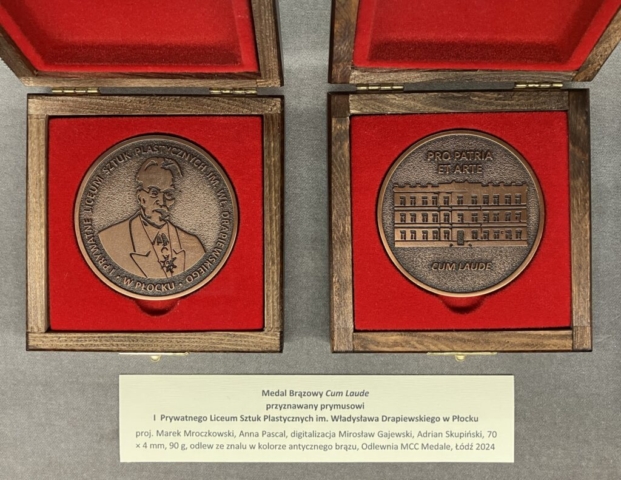 I PRYWATNE LICEUM SZTUK PLASTYCZNYCH IM. WŁ. DRAPIEWSKIEGO
• W PŁOCKU •
PRO PATRIA
ET ARTE
CUM LAUDE
Medal Brązowy Cum Laude
przyznawany prymusowi
I Prywatnego Liceum Sztuk Plastycznych im. Władysława Drapiewskiego w Płocku
proj. Marek Mroczkowski, Anna Pascal, digitalizacja Mirosław Gajewski, Adrian Skupiński, 70
× 4 mm, 90 g, odlew ze znalu w kolorze antycznego brązu, Odlewnia MCC Medale, Łódź 2024